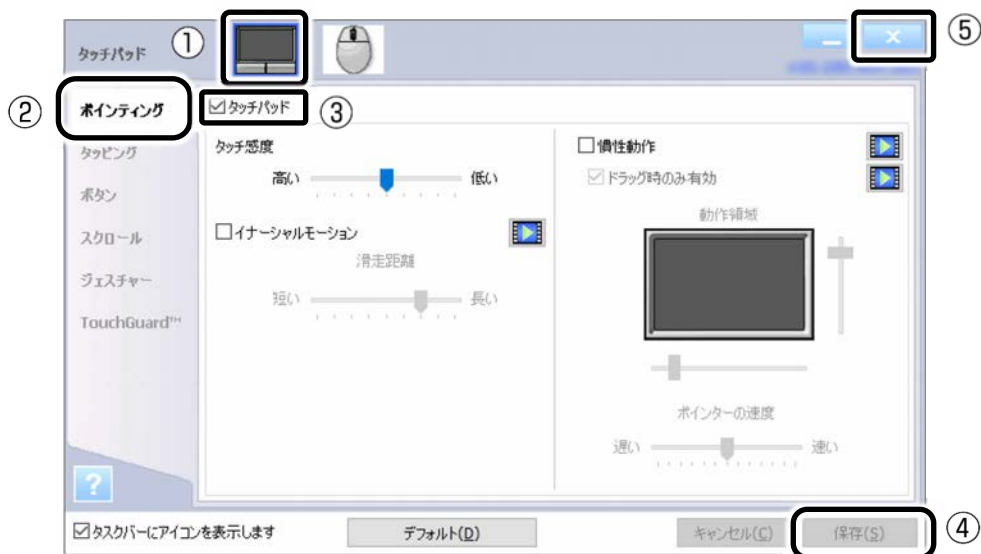 タッチパッド
①
⑤
②
ポインティング
タッピング
ボタン
スクロール
ジェスチャー
TouchGuard™
☑タッチパッド
③
タッチ感度
高い
低い
□イナーシャルモーション
滑走距離
短い
長い
□慣性動作
☑ドラッグ時のみ有効
動作領域
ポインターの速度
遅い
速い
?
☑タスクバーにアイコンを表示します
デフォルト(D)
キャンセル(C)
保存(S)
④